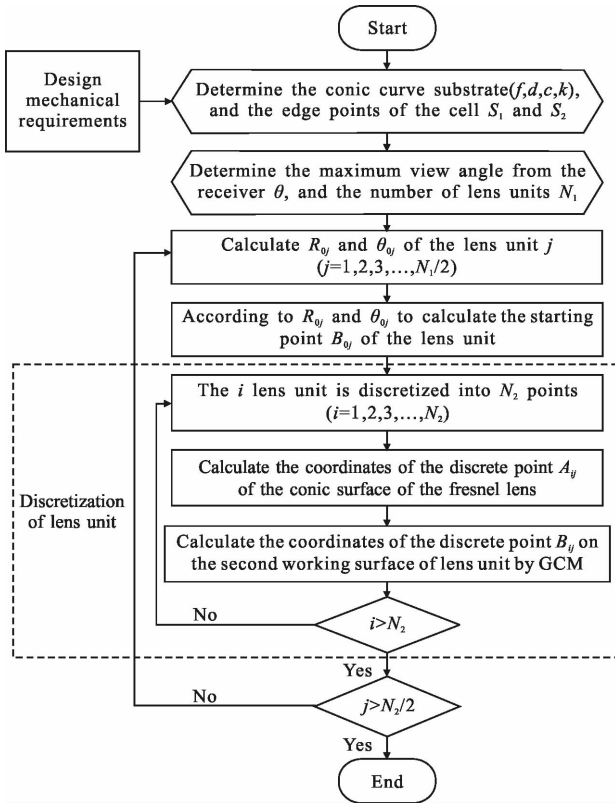 Start
Design
mechanical
requirements
Determine the conic curve substrate(f,d,c,k),
and the edge points of the cell S₁ and S₂
Determine the maximum view angle from the
receiver θ, and the number of lens units N₁
Calculate R₀ⱼ and θ₀ⱼ of the lens unit j
(j=1,2,3,…,N₁/2)
According to R₀ⱼ and θ₀ⱼ to calculate the starting
point B₀ⱼ of the lens unit
The i lens unit is discretized into N₂ points
(i=1,2,3,…,N₂)
Discretization
of lens unit
Calculate the coordinates of the discrete point Aᵢⱼ
of the conic surface of the fresnel lens
Calculate the coordinates of the discrete point Bᵢⱼ on
the second working surface of lens unit by GCM
No
i>N₂
Yes
No
j>N₂/2
Yes
End